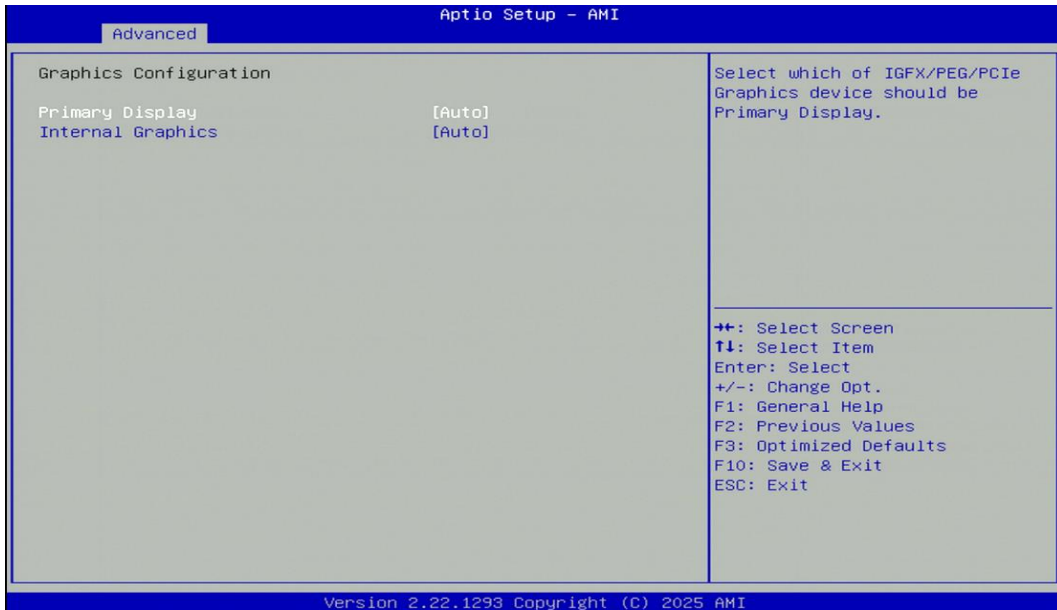 Aptio Setup - AMI
Advanced
Graphics Configuration
Primary Display [Auto]
Internal Graphics [Auto]
Select which of IGFX/PEG/PCIe
Graphics device should be
Primary Display.
→←: Select Screen
↑↓: Select Item
Enter: Select
+/-: Change Opt.
F1: General Help
F2: Previous Values
F3: Optimized Defaults
F10: Save & Exit
ESC: Exit
Version 2.22.1293 Copyright (C) 2025 AMI